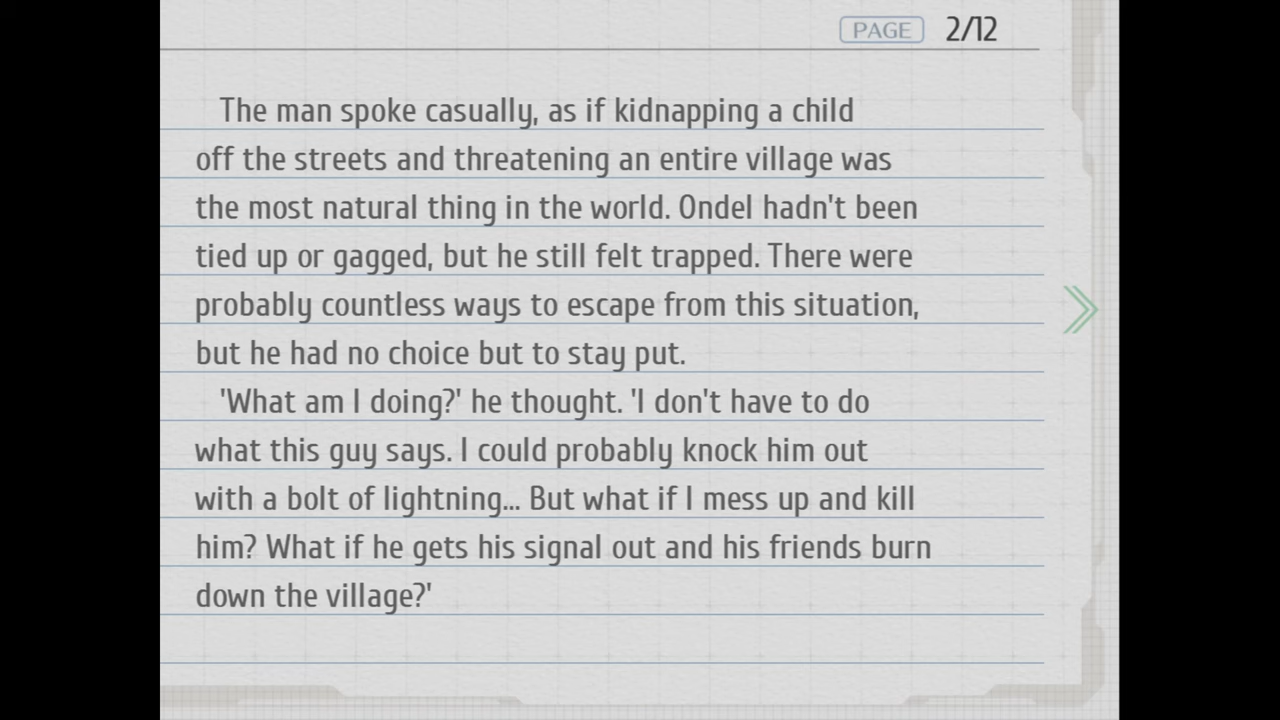 PAGE 2/12
The man spoke casually, as if kidnapping a child
off the streets and threatening an entire village was
the most natural thing in the world. Ondel hadn't been
tied up or gagged, but he still felt trapped. There were
probably countless ways to escape from this situation,
but he had no choice but to stay put.
'What am I doing?' he thought. 'I don't have to do
what this guy says. I could probably knock him out
with a bolt of lightning... But what if I mess up and kill
him? What if he gets his signal out and his friends burn
down the village?'